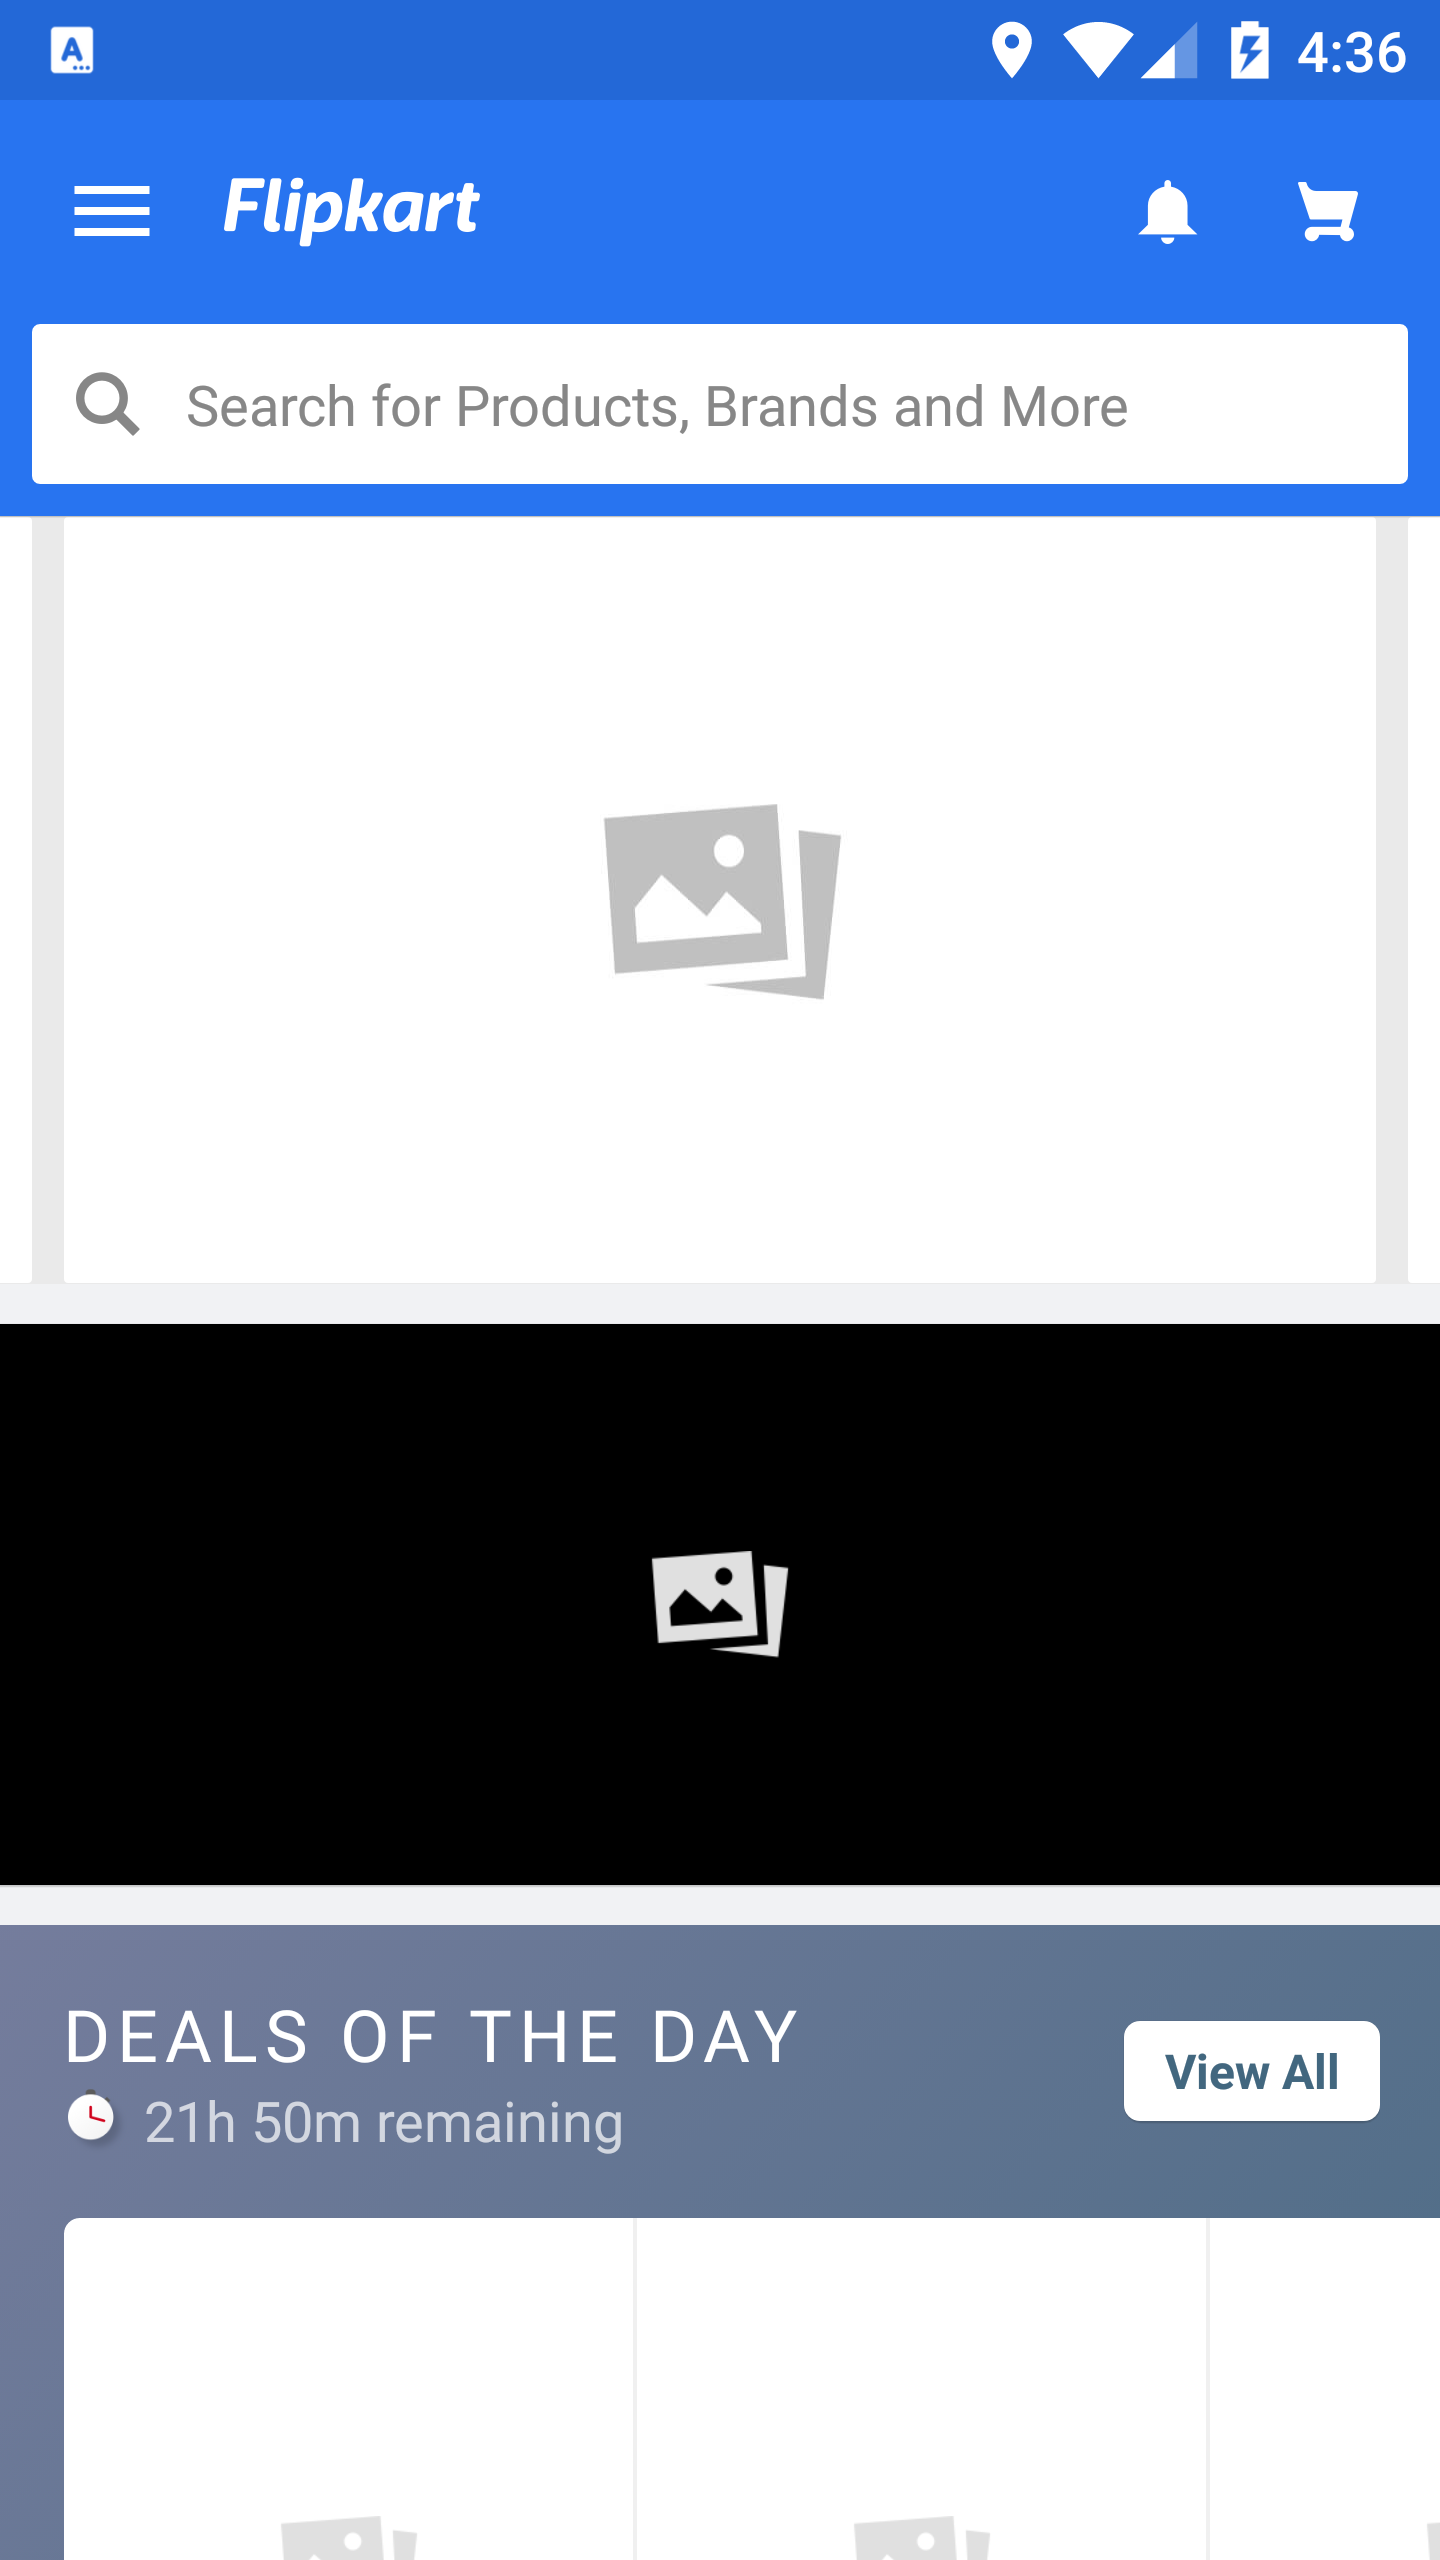 4:36
Flipkart
Search for Products, Brands and More
DEALS OF THE DAY
View All
21h 50m remaining